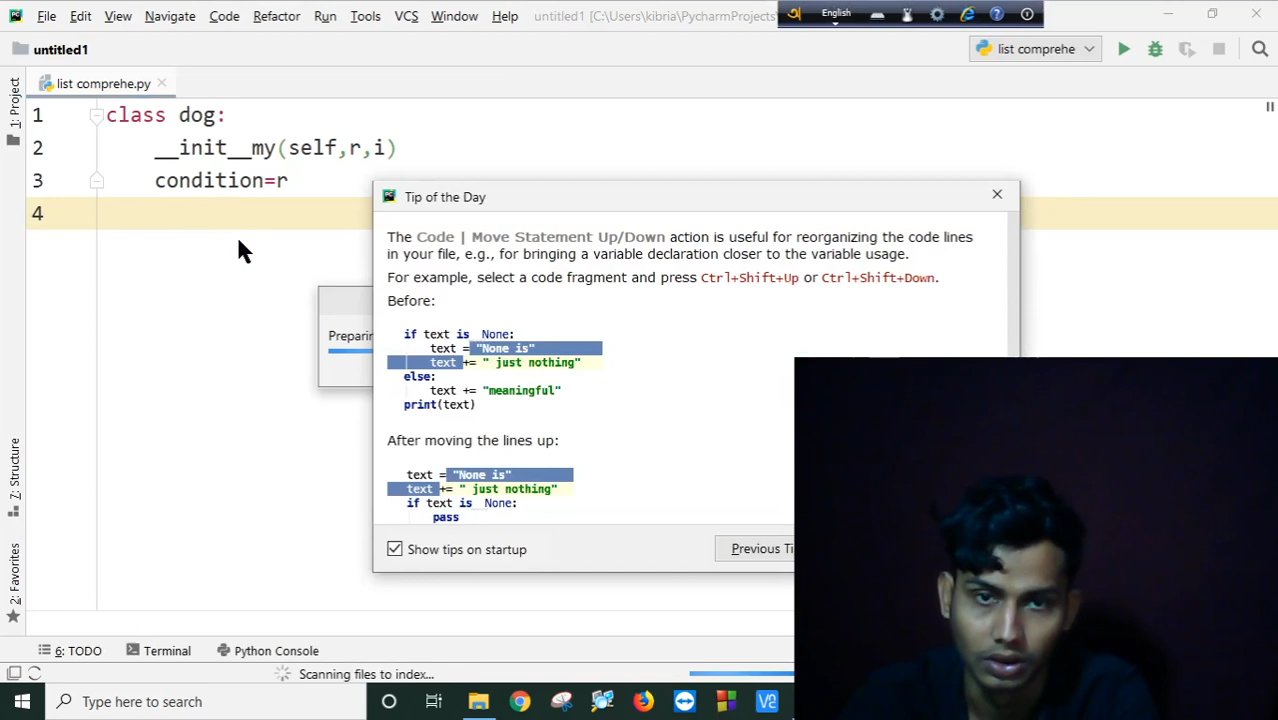 File Edit View Navigate Code Refactor Run Tools VCS Window Help untitled1 [C:\Users\kibria\PycharmProjects\
English
untitled1
list comprehe
list comprehe.py
1: Project
1 class dog:
2 __init__my(self,r,i)
3 condition=r
4
Tip of the Day
The Code | Move Statement Up/Down action is useful for reorganizing the code lines
in your file, e.g., for bringing a variable declaration closer to the variable usage.
For example, select a code fragment and press Ctrl+Shift+Up or Ctrl+Shift+Down.
Before:
if text is None:
text = "None is"
text += " just nothing"
else:
text += "meaningful"
print(text)
After moving the lines up:
text = "None is"
text += " just nothing"
if text is None:
pass
Show tips on startup
Previous Ti
Preparin
7: Structure
2: Favorites
6: TODO Terminal Python Console
Scanning files to index...
Type here to search